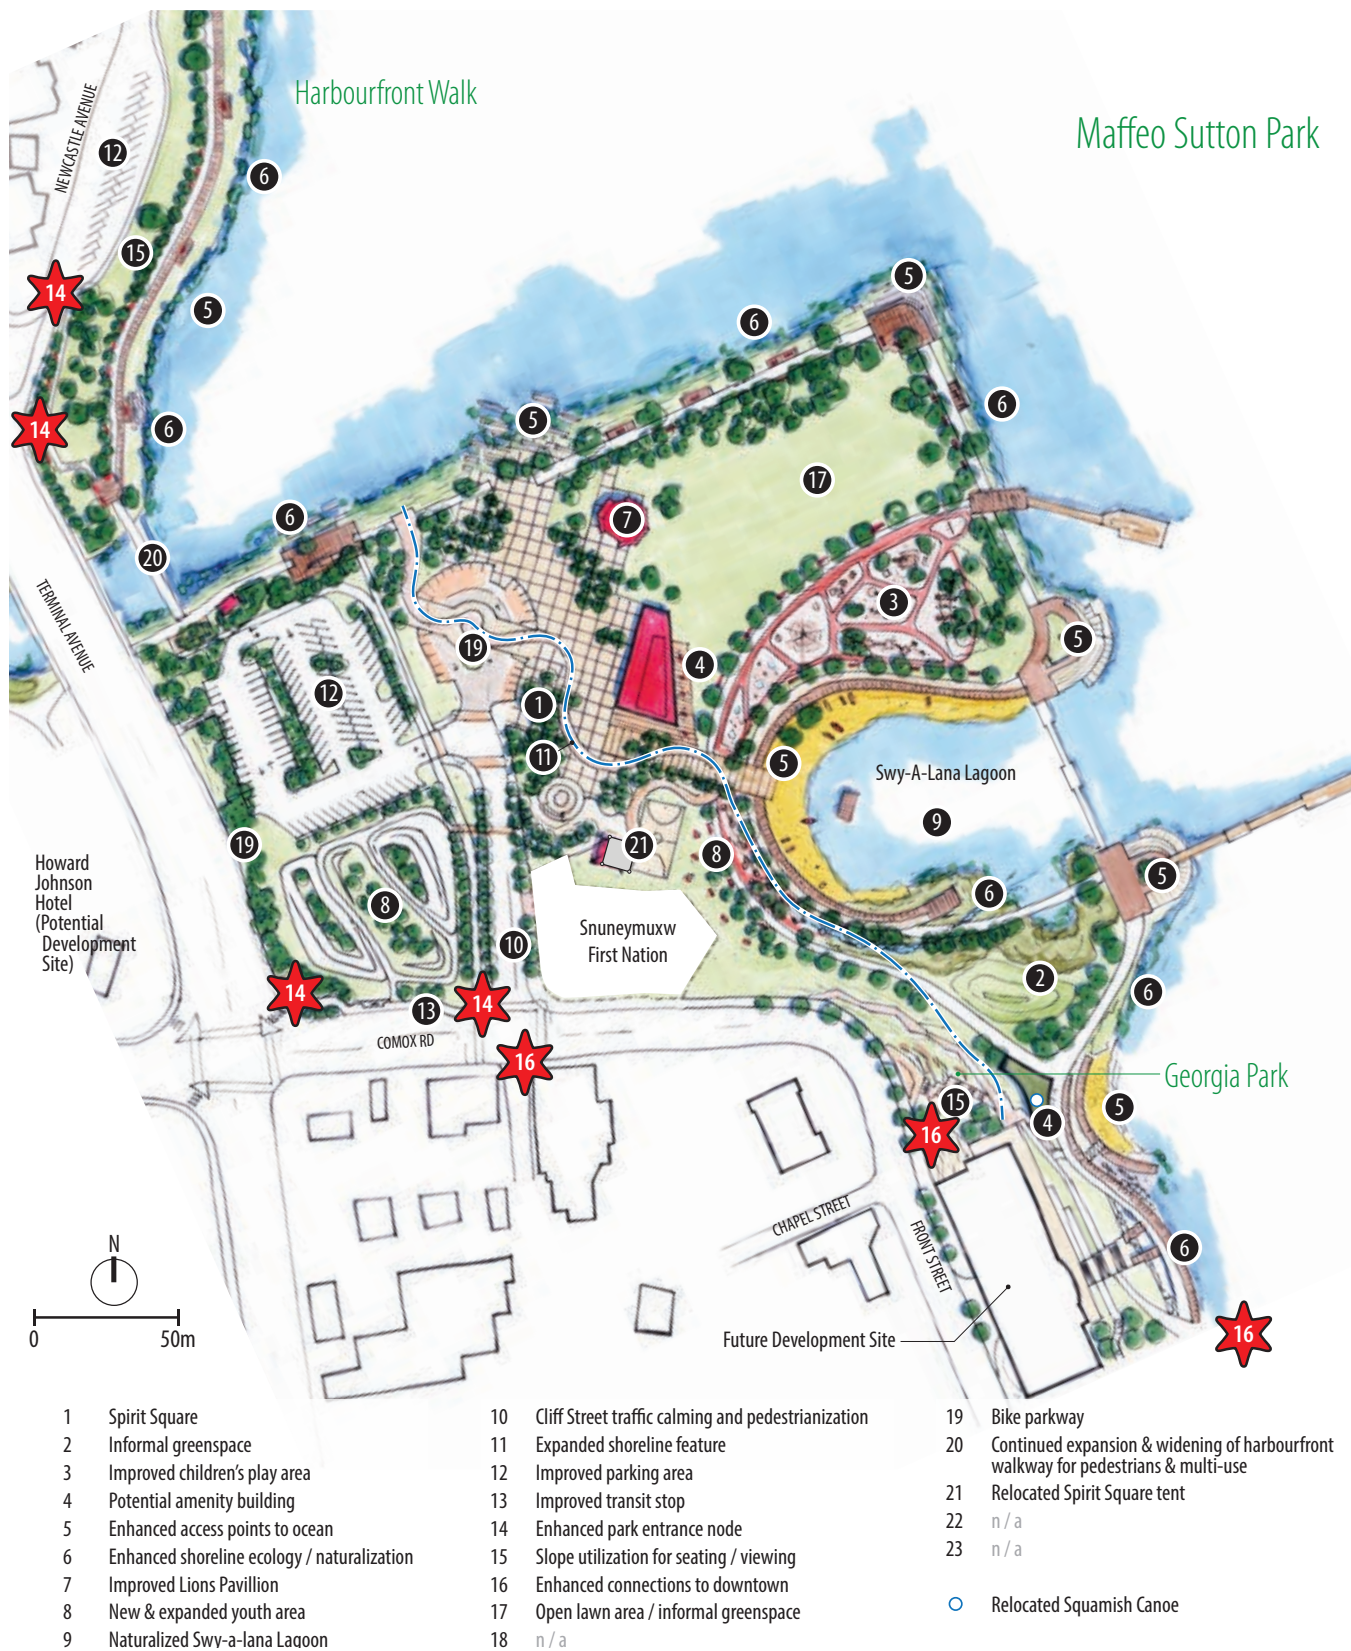 Harbourfront Walk
Maffeo Sutton Park
NEWCASTLE AVENUE
12
6
15
14
5
5
6
6
14
6
5
17
6
7
20
3
TERMINAL AVENUE
5
19
4
12
1
11
5
Swy-A-Lana Lagoon
9
19
21
8
5
Howard
Johnson
Hotel
(Potential
Development
Site)
8
6
Snuneymuxw
First Nation
10
2
14
14
13
6
COMOX RD
16
Georgia Park
15
5
4
16
CHAPEL STREET
FRONT STREET
6
N
0
50m
Future Development Site
16
1 Spirit Square
2 Informal greenspace
3 Improved children's play area
4 Potential amenity building
5 Enhanced access points to ocean
6 Enhanced shoreline ecology / naturalization
7 Improved Lions Pavillion
8 New & expanded youth area
9 Naturalized Swy-a-lana Lagoon
10 Cliff Street traffic calming and pedestrianization
11 Expanded shoreline feature
12 Improved parking area
13 Improved transit stop
14 Enhanced park entrance node
15 Slope utilization for seating / viewing
16 Enhanced connections to downtown
17 Open lawn area / informal greenspace
18 n / a
19 Bike parkway
20 Continued expansion & widening of harbourfront
walkway for pedestrians & multi-use
21 Relocated Spirit Square tent
22 n / a
23 n / a
Relocated Squamish Canoe